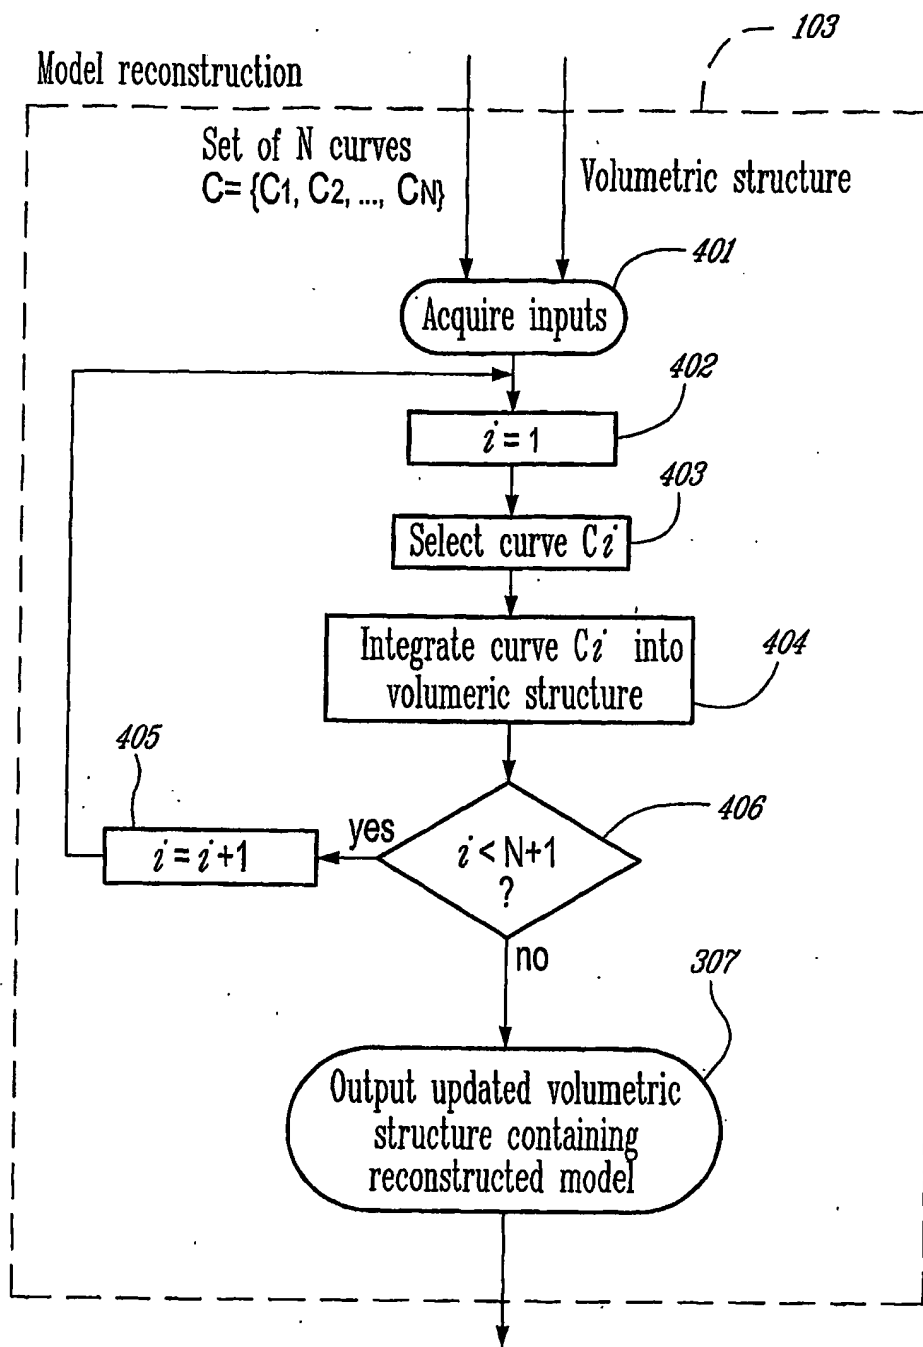 103
Model reconstruction
Set of N curves
C= {C1, C2, ..., CN}
Volumetric structure
401
Acquire inputs
402
i = 1
403
Select curve Ci
Integrate curve Ci into
volumeric structure
404
405
i = i+1
yes
406
i < N+1
?
no
307
Output updated volumetric
structure containing
reconstructed model